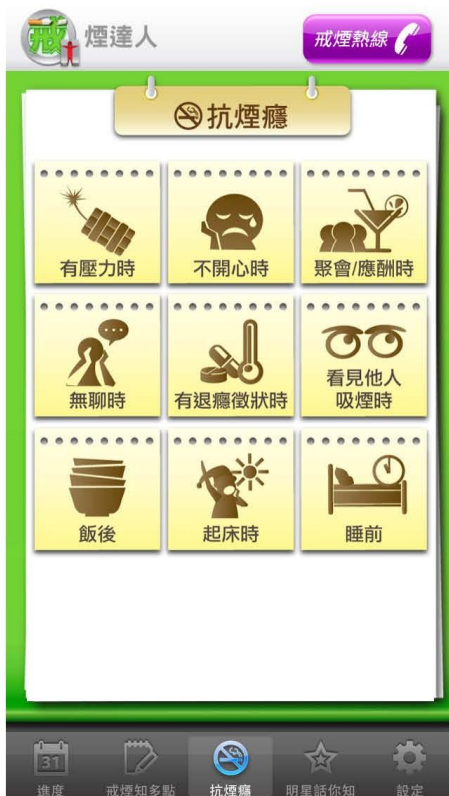 戒煙達人
戒煙熱線
抗煙癮
有壓力時
不開心時
聚會/應酬時
無聊時
有退癮徵狀時
看見他人
吸煙時
飯後
起床時
睡前
31
進度
戒煙知多點
抗煙癮
明星話你知
設定